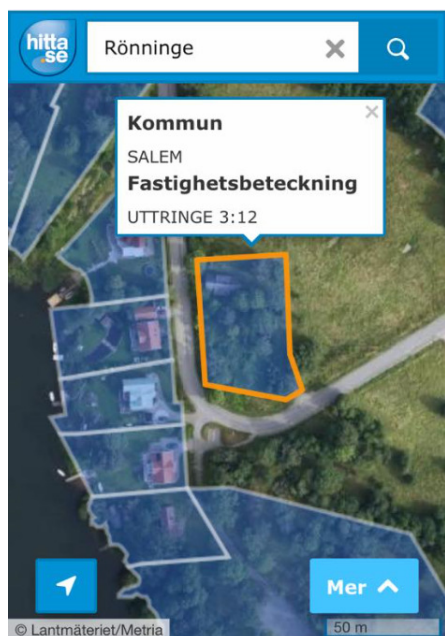 hitta
.se
Rönninge
Kommun
SALEM
Fastighetsbeteckning
UTTRINGE 3:12
Mer
© Lantmäteriet/Metria
50 m